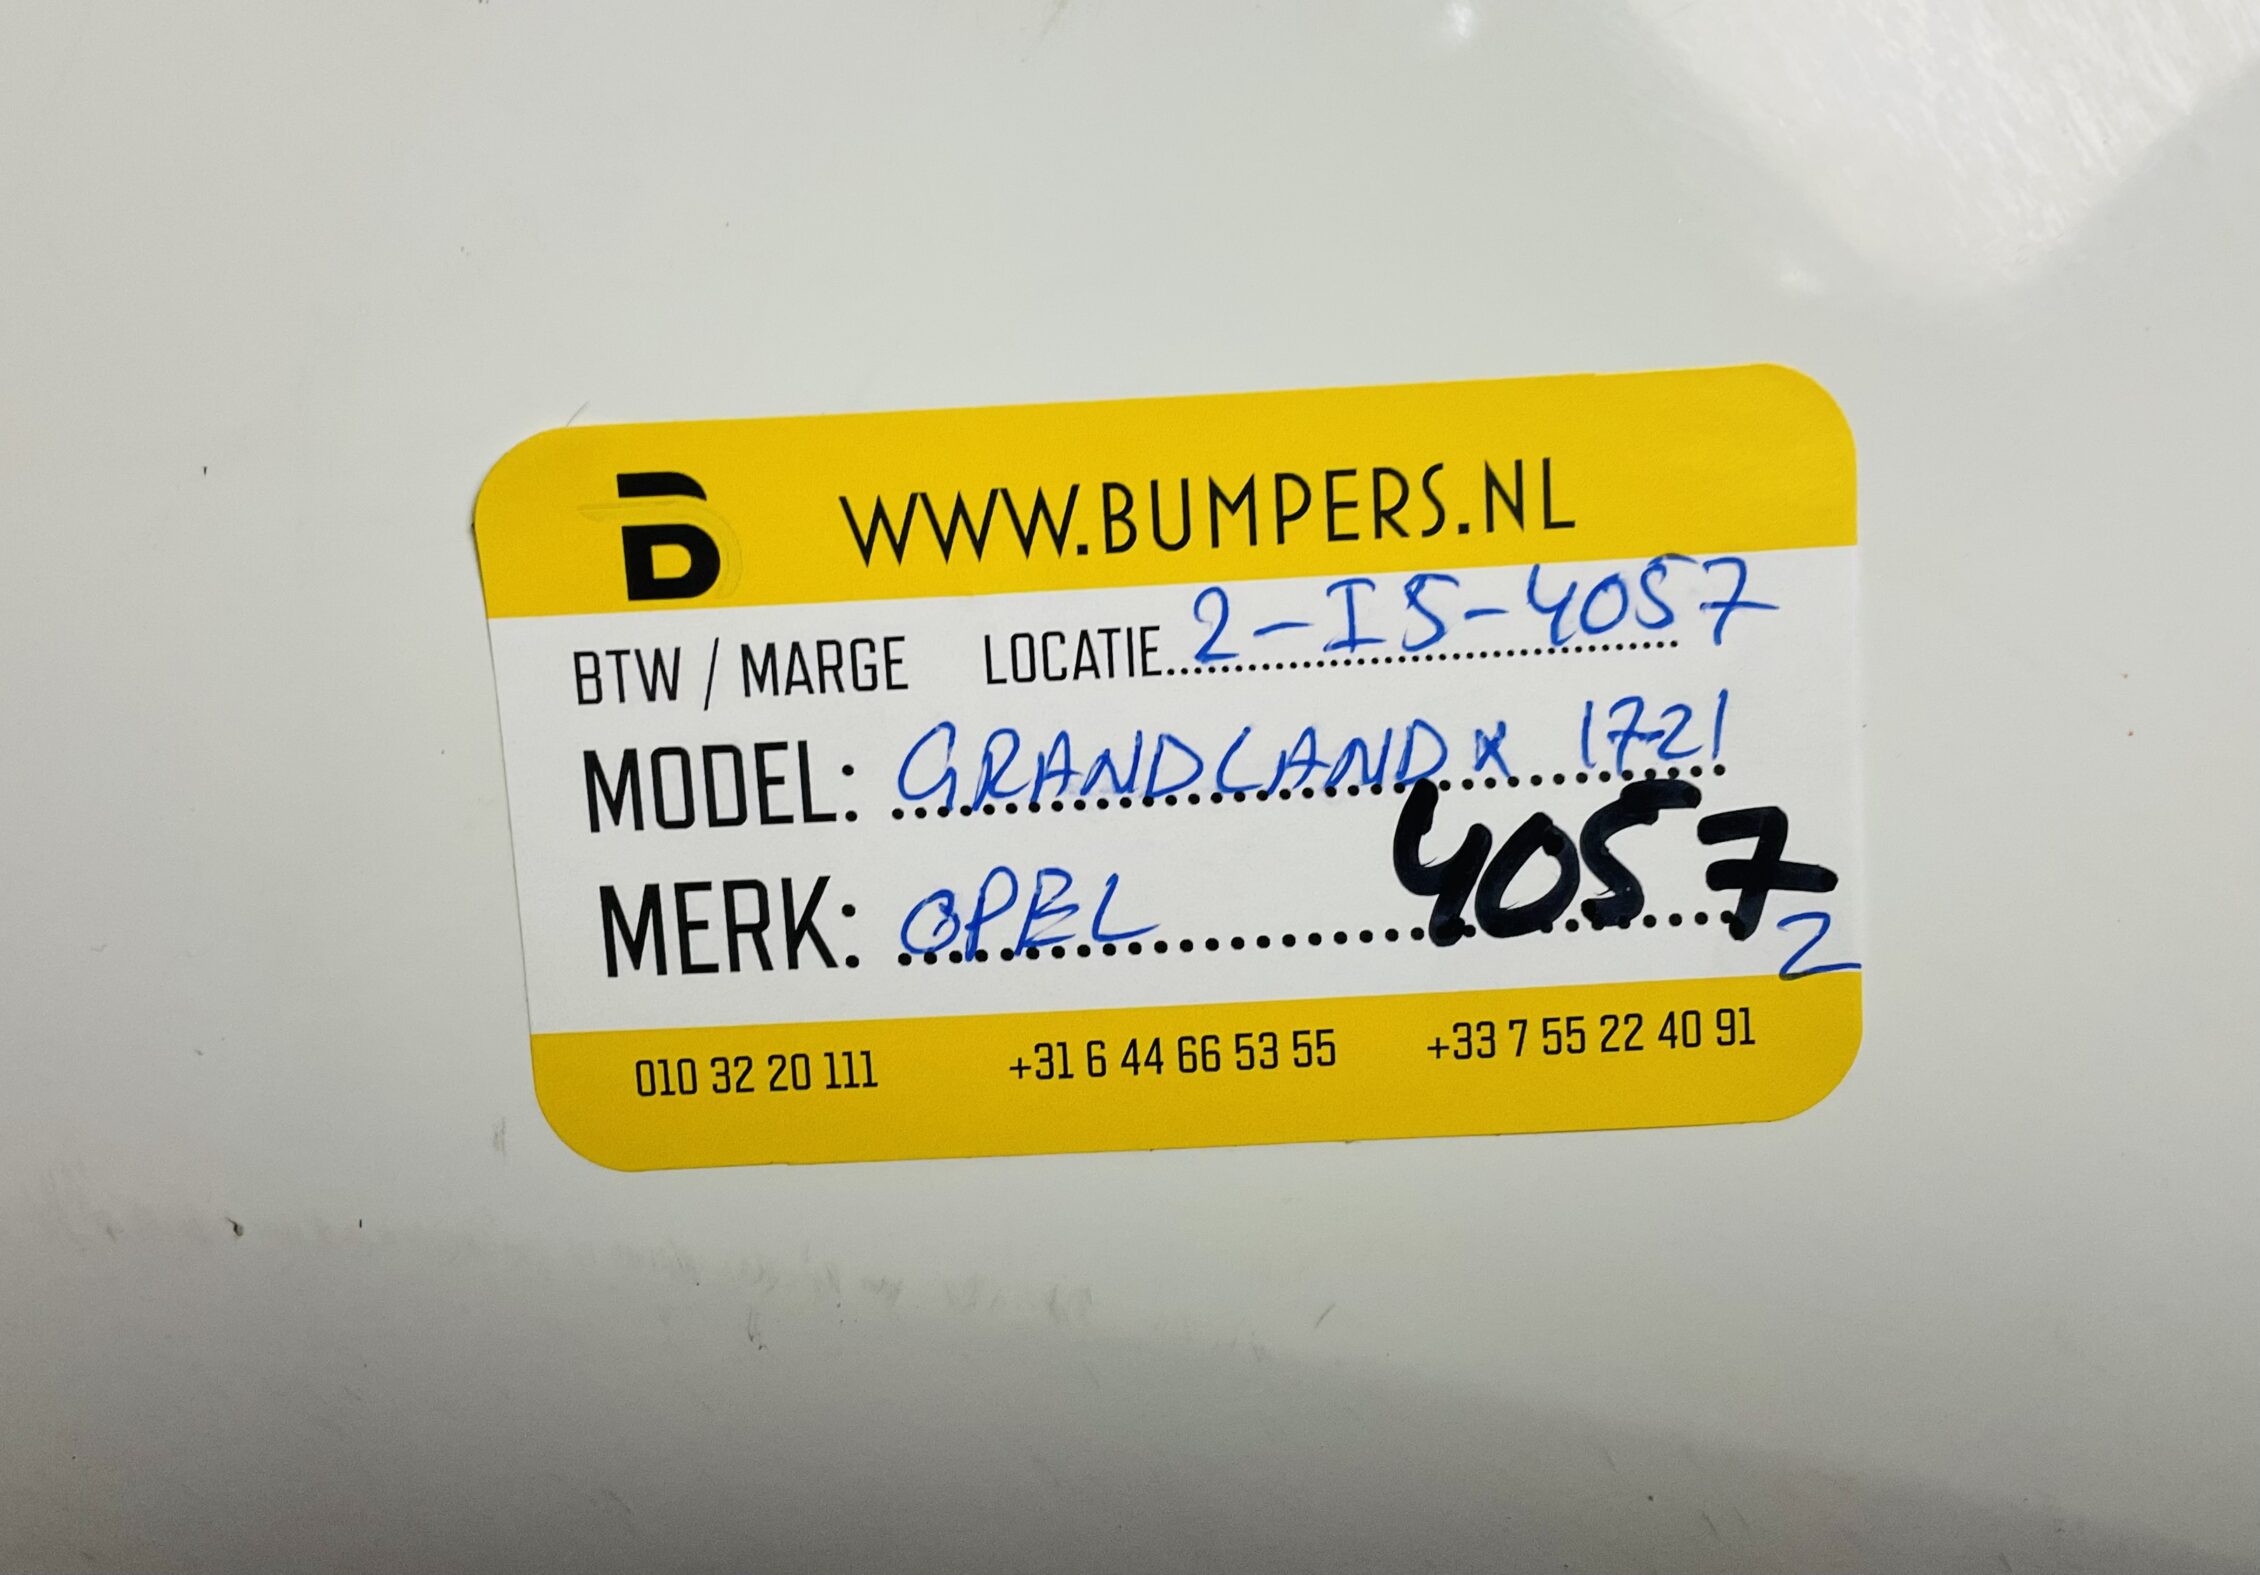 B WWW.BUMPERS.NL
BTW / MARGE LOCATIE 2-I5-4057
MODEL: GRANDLAND X 17-21
MERK: OPEL 4057
2
010 32 20 111 +31 6 44 66 53 55 +33 7 55 22 40 91